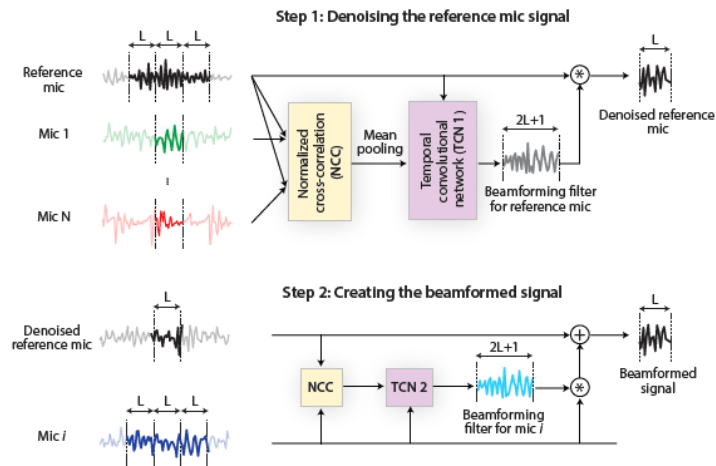 Step 1: Denoising the reference mic signal
L L L
L
Reference
mic
*
Denoised reference
mic
Mic 1
Normalized
cross-correlation
(NCC)
Mean
pooling
Temporal
convolutional
network (TCN 1)
2L+1
Beamforming filter
for reference mic
Mic N
Step 2: Creating the beamformed signal
L
L
Denoised
reference mic
+
2L+1
NCC
TCN 2
*
Beamformed
signal
Beamforming
filter for mic i
L L L
Mic i